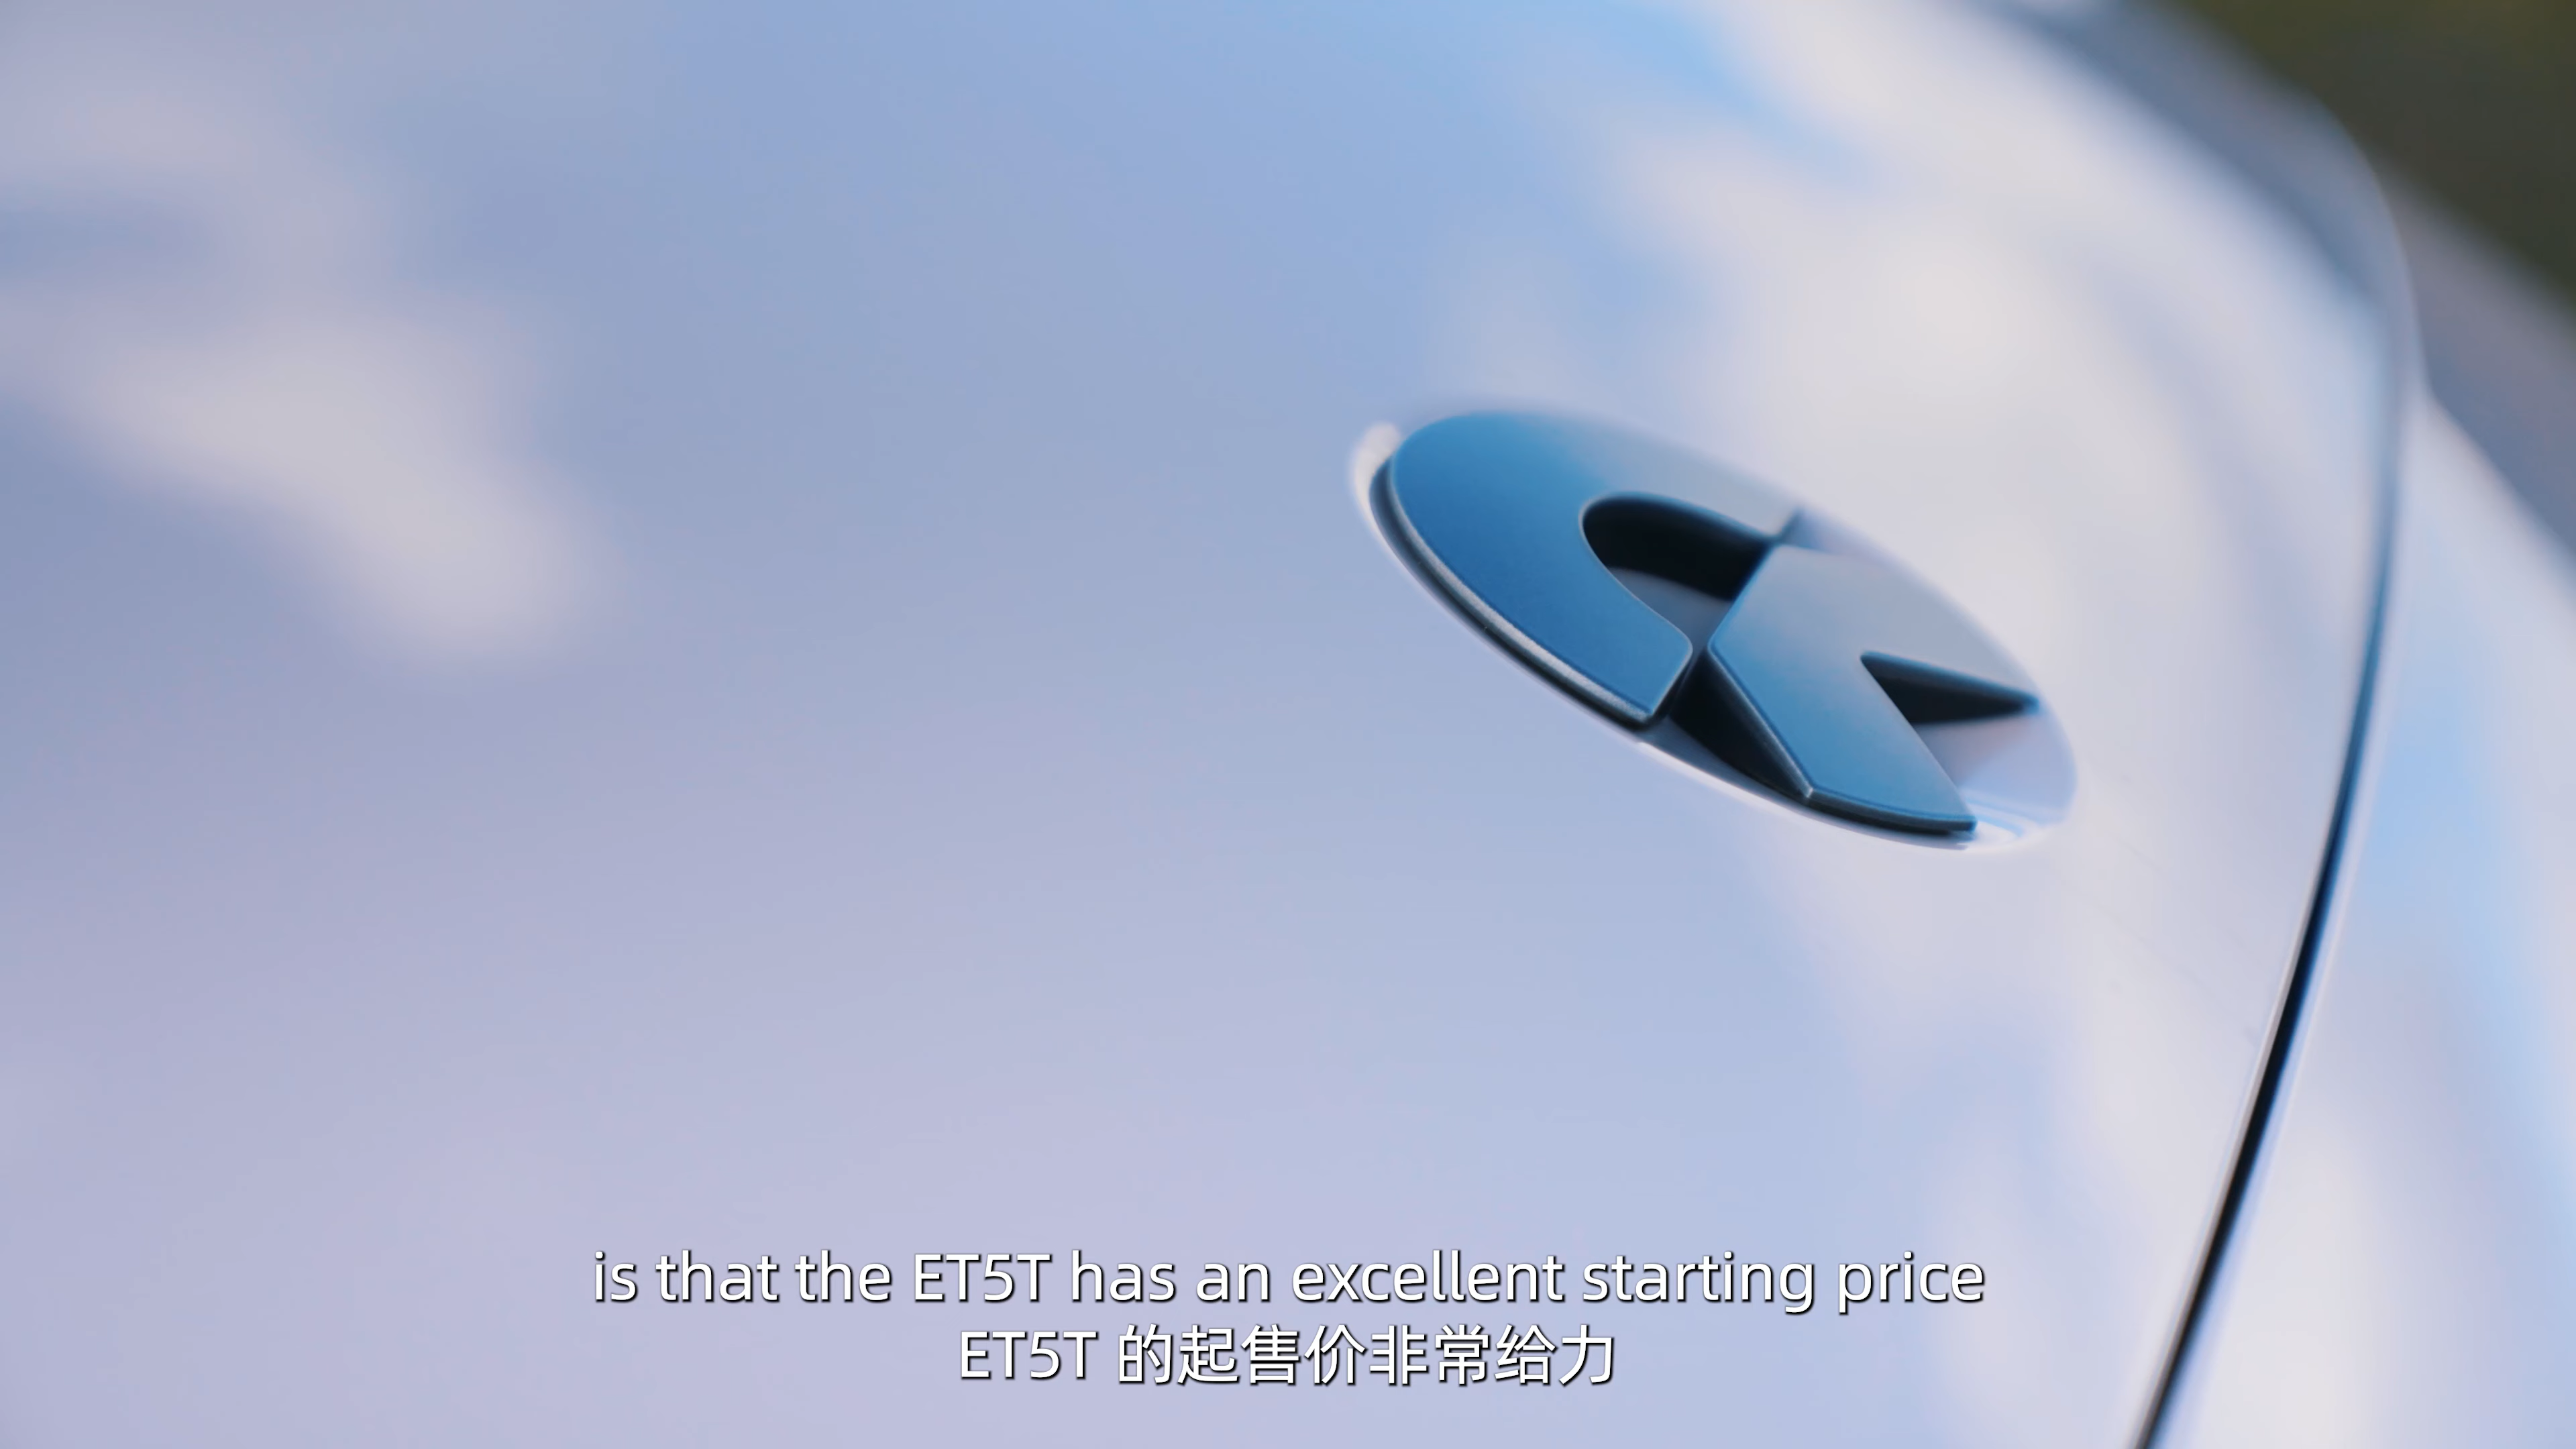 is that the ET5T has an excellent starting price
ET5T 的起售价非常给力